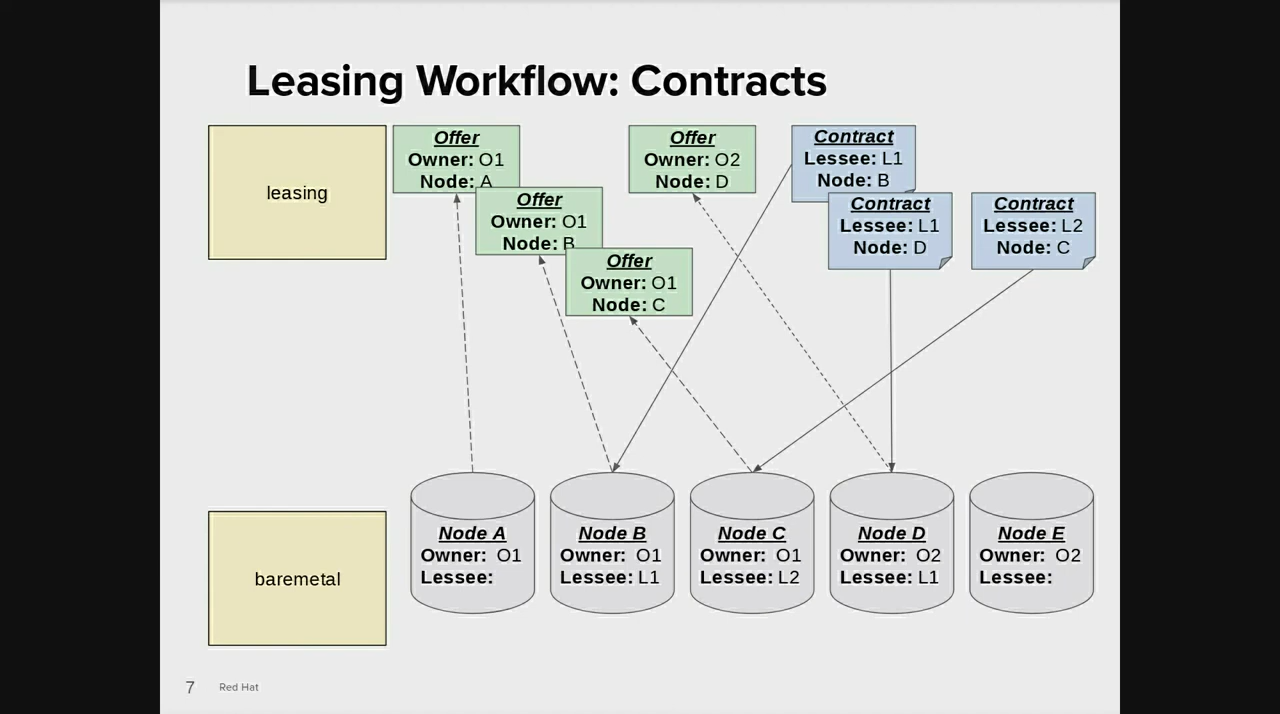 Leasing Workflow: Contracts
leasing
Offer
Owner: O1
Node: A
Offer
Owner: O1
Node: B
Offer
Owner: O1
Node: C
Offer
Owner: O2
Node: D
Contract
Lessee: L1
Node: B
Contract
Lessee: L1
Node: D
Contract
Lessee: L2
Node: C
baremetal
Node A
Owner: O1
Lessee:
Node B
Owner: O1
Lessee: L1
Node C
Owner: O1
Lessee: L2
Node D
Owner: O2
Lessee: L1
Node E
Owner: O2
Lessee:
7
Red Hat